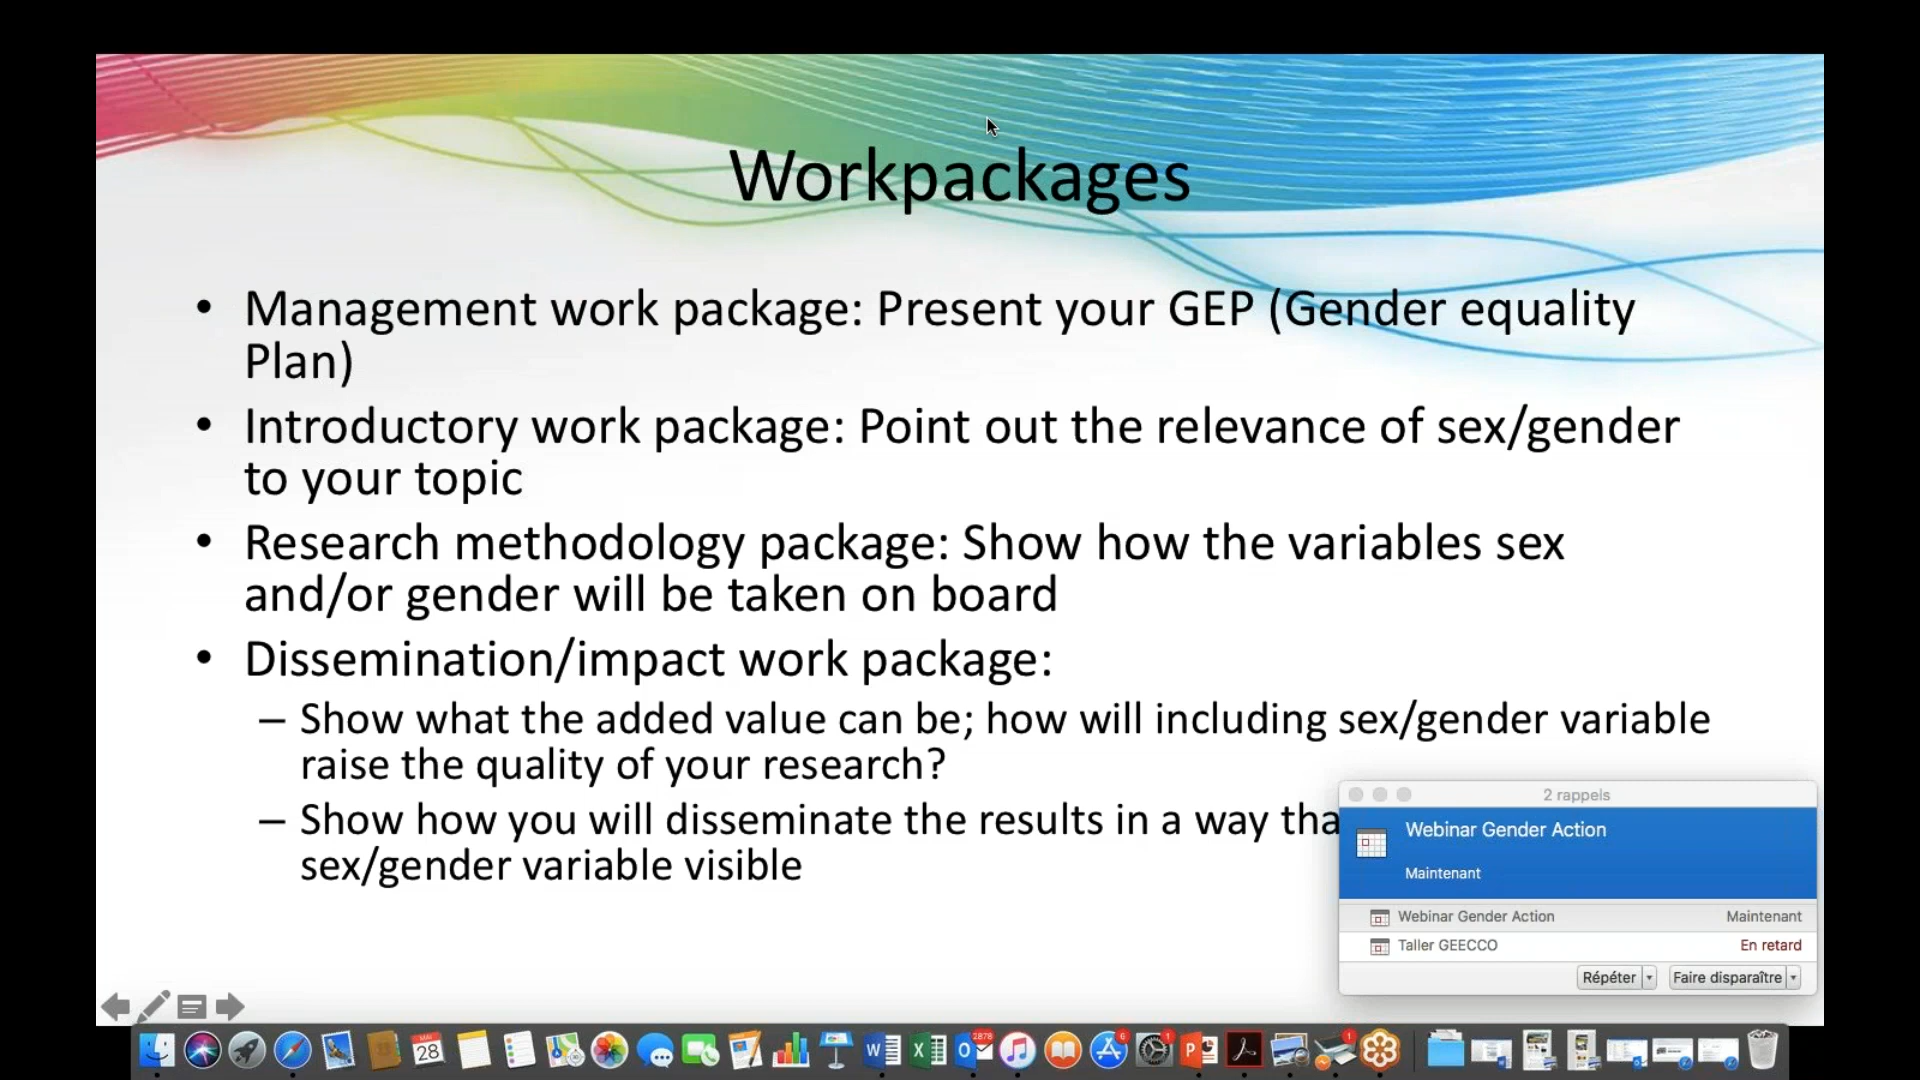 Workpackages
• Management work package: Present your GEP (Gender equality
Plan)
• Introductory work package: Point out the relevance of sex/gender
to your topic
• Research methodology package: Show how the variables sex
and/or gender will be taken on board
• Dissemination/impact work package:
– Show what the added value can be; how will including sex/gender variable
raise the quality of your research?
– Show how you will disseminate the results in a way tha
sex/gender variable visible
2 rappels
Webinar Gender Action
Maintenant
Webinar Gender Action Maintenant
Taller GEECCO En retard
Répéter Faire disparaître
MAI
28
W
X
O
2878
6
1
P
1